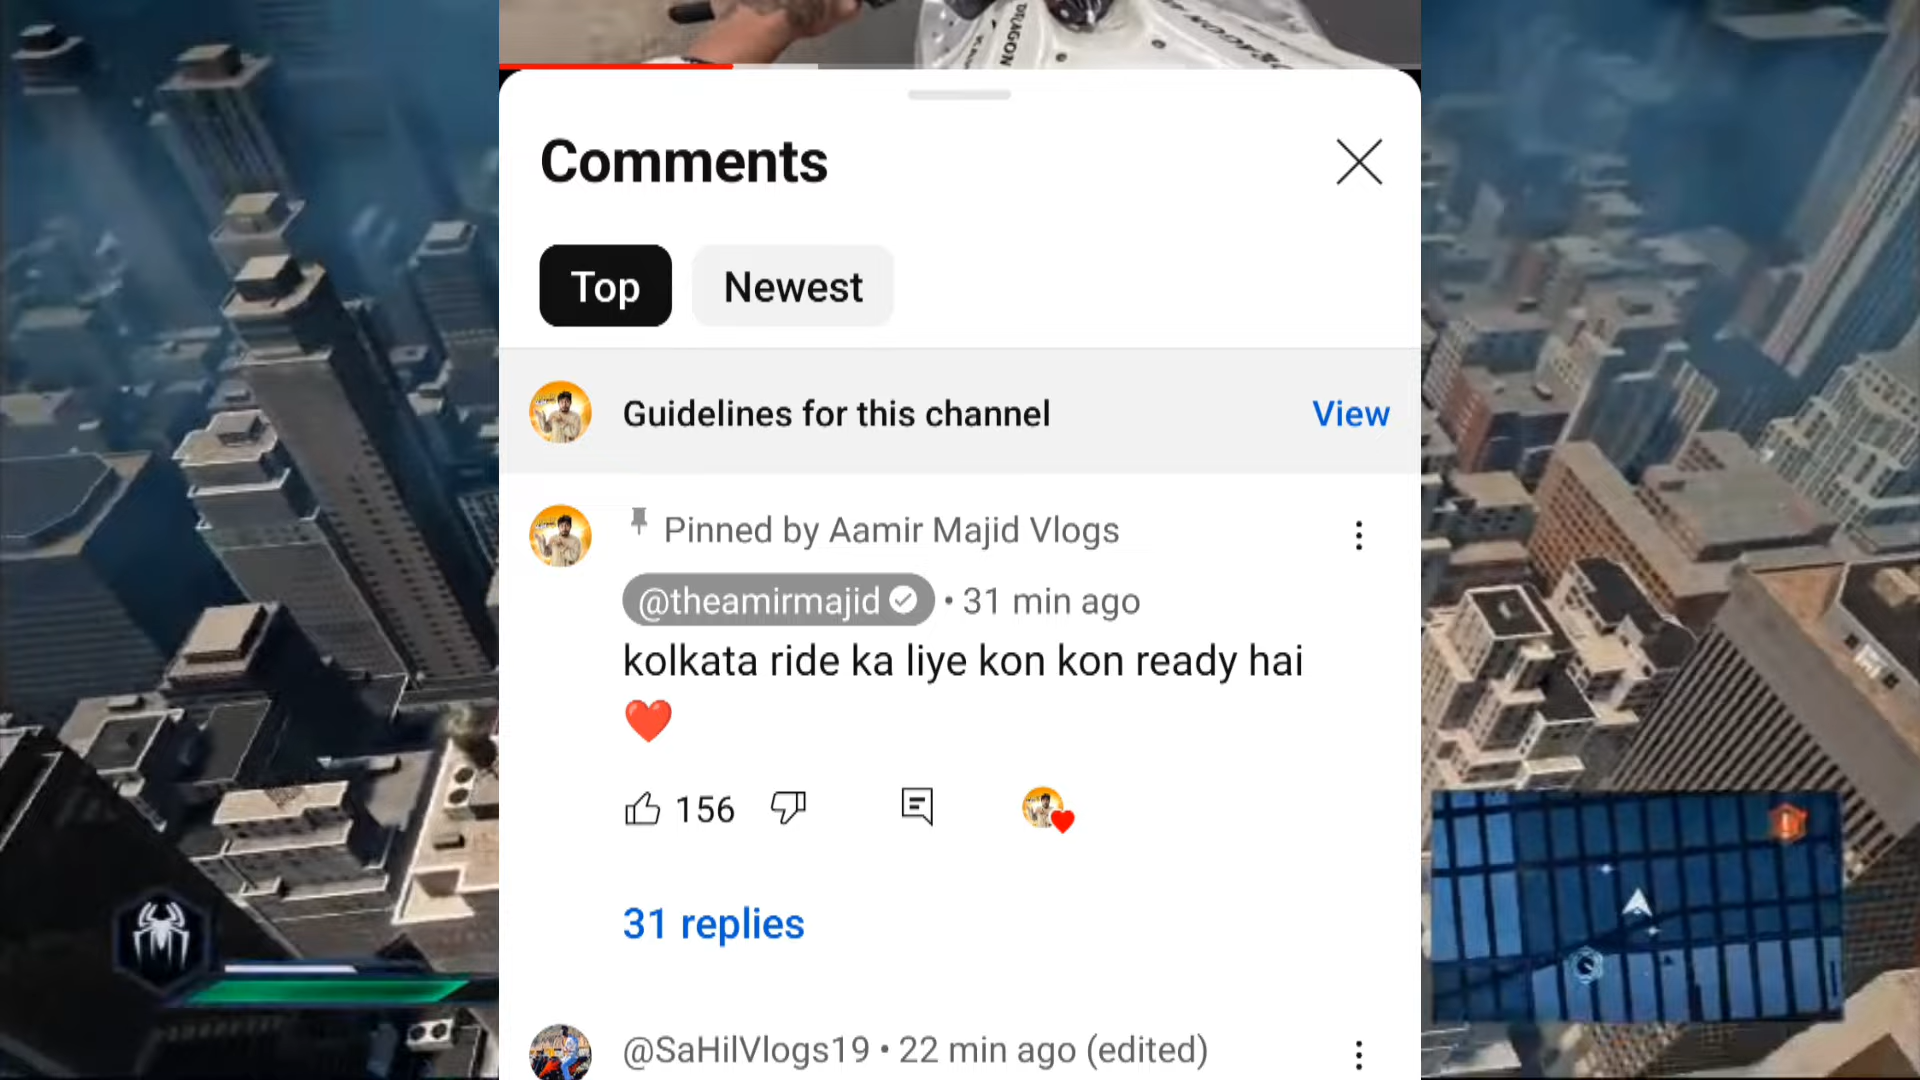 DRAGON
Comments
Top
Newest
Guidelines for this channel
View
Pinned by Aamir Majid Vlogs
@theamirmajid • 31 min ago
kolkata ride ka liye kon kon ready hai
❤️
156
31 replies
@SaHilVlogs19 • 22 min ago (edited)